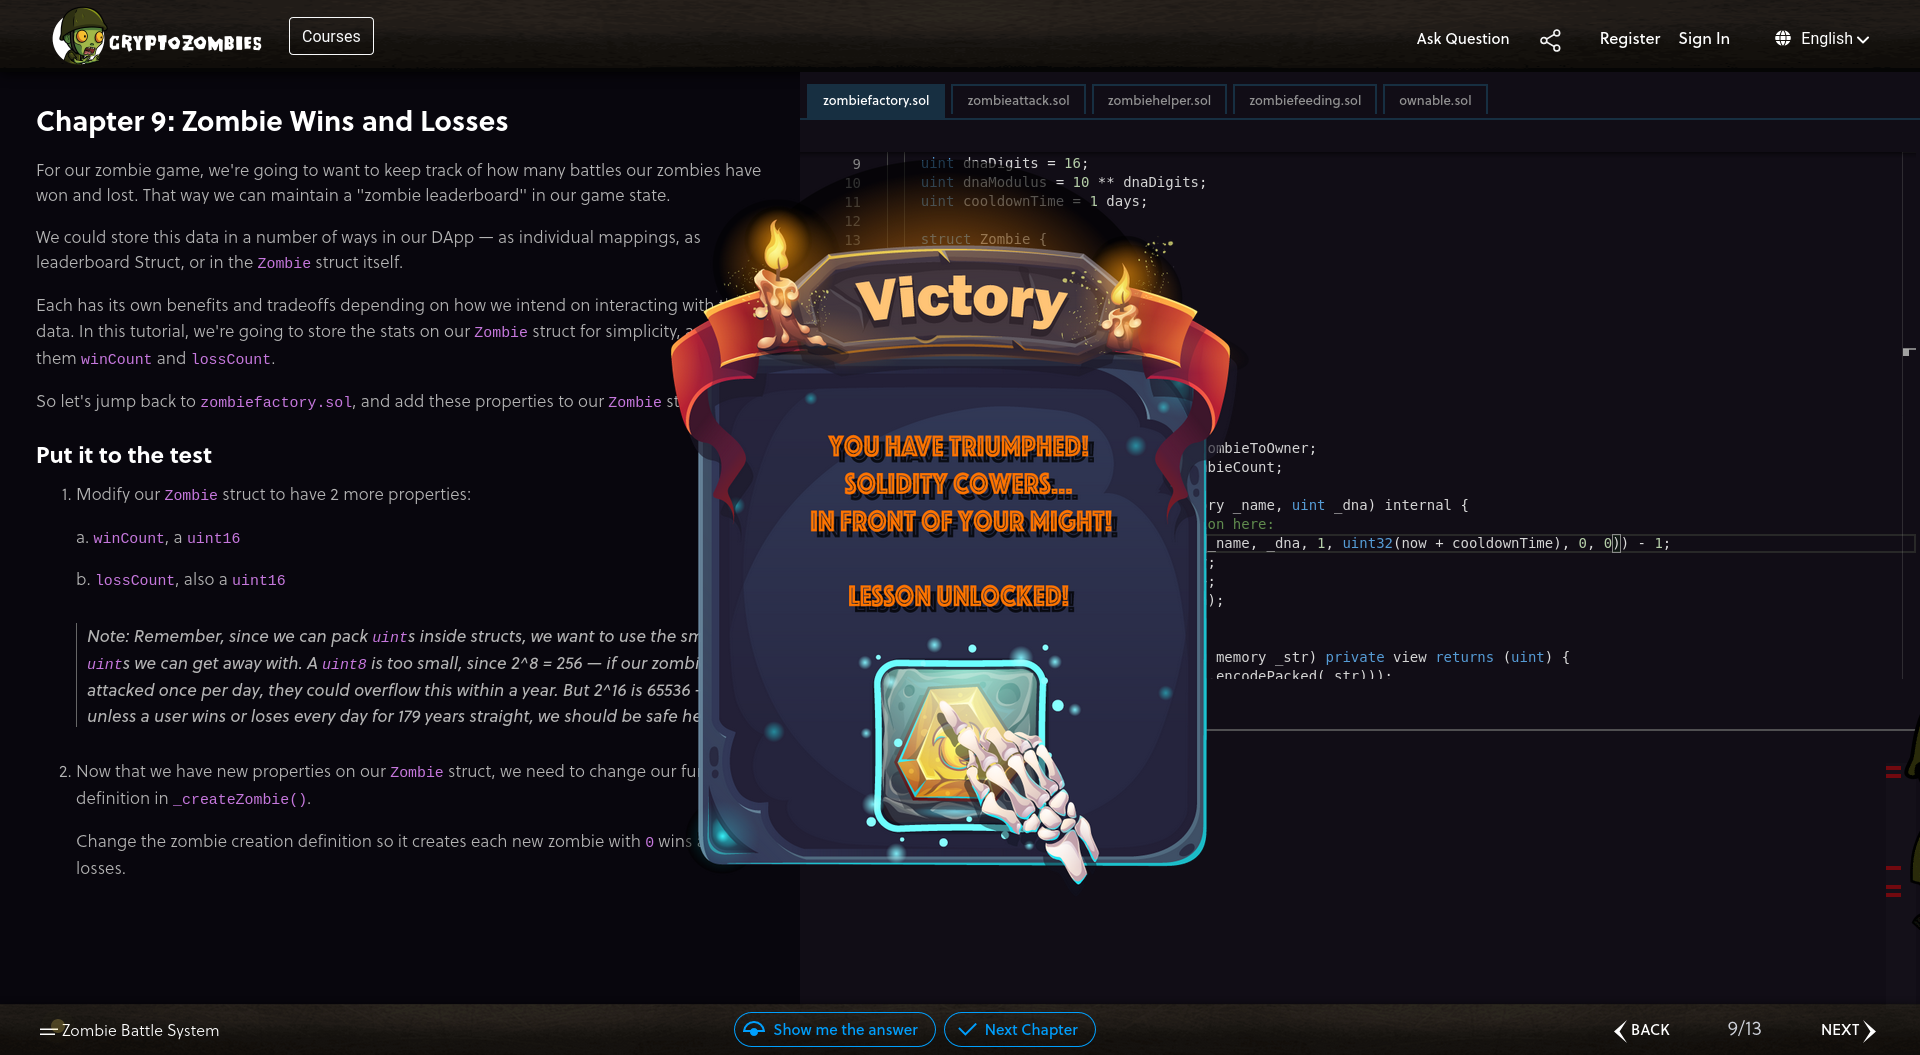 CRYPTOZOMBIES
Courses
Ask Question
Register
Sign In
English
Chapter 9: Zombie Wins and Losses
For our zombie game, we're going to want to keep track of how many battles our zombies have
won and lost. That way we can maintain a "zombie leaderboard" in our game state.
We could store this data in a number of ways in our DApp — as individual mappings, as
leaderboard Struct, or in the Zombie struct itself.
Each has its own benefits and tradeoffs depending on how we intend on interacting with
data. In this tutorial, we're going to store the stats on our Zombie struct for simplicity,
them winCount and lossCount.
So let's jump back to zombiefactory.sol, and add these properties to our Zombie
Put it to the test
1. Modify our Zombie struct to have 2 more properties:
a. winCount, a uint16
b. lossCount, also a uint16
Note: Remember, since we can pack uints inside structs, we want to use the
uints we can get away with. A uint8 is too small, since 2^8 = 256 — if our
attacked once per day, they could overflow this within a year. But 2^16 is 65536
unless a user wins or loses every day for 179 years straight, we should be safe
2. Now that we have new properties on our Zombie struct, we need to change our
definition in _createZombie().
Change the zombie creation definition so it creates each new zombie with 0 wins
losses.
zombiefactory.sol
zombieattack.sol
zombiehelper.sol
zombiefeeding.sol
ownable.sol
9 uint dnaDigits = 16;
10 uint dnaModulus = 10 ** dnaDigits;
11 uint cooldownTime = 1 days;
12
13 struct Zombie {
ombieToOwner;
bieCount;
ry _name, uint _dna) internal {
on here:
_name, _dna, 1, uint32(now + cooldownTime), 0, 0)) - 1;
;
;
);
memory _str) private view returns (uint) {
encodePacked(_str)));
Victory
YOU HAVE TRIUMPHED!
SOLIDITY COWERS...
IN FRONT OF YOUR MIGHT!
LESSON UNLOCKED!
Zombie Battle System
Show me the answer
Next Chapter
BACK
9/13
NEXT